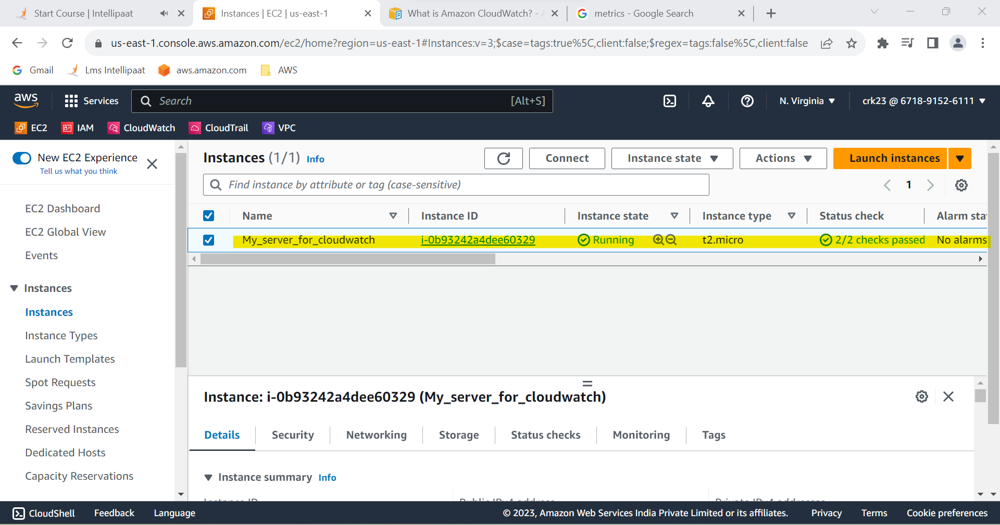 Start Course | Intellipaat
Instances | EC2 | us-east-1
What is Amazon CloudWatch? -
metrics - Google Search
us-east-1.console.aws.amazon.com/ec2/home?region=us-east-1#Instances:v=3;$case=tags:true%5C,client:false;$regex=tags:false%5C,client:false
Gmail
Lms Intellipaat
aws.amazon.com
AWS
aws
Services
Search
[Alt+S]
N. Virginia
crk23 @ 6718-9152-6111
EC2
IAM
CloudWatch
CloudTrail
VPC
New EC2 Experience
Tell us what you think
EC2 Dashboard
EC2 Global View
Events
Instances
Instances
Instance Types
Launch Templates
Spot Requests
Savings Plans
Reserved Instances
Dedicated Hosts
Capacity Reservations
Instances (1/1) Info
Connect
Instance state
Actions
Launch instances
Find instance by attribute or tag (case-sensitive)
1
Name
Instance ID
Instance state
Instance type
Status check
Alarm sta
My_server_for_cloudwatch
i-0b93242a4dee60329
Running
t2.micro
2/2 checks passed
No alarms
Instance: i-0b93242a4dee60329 (My_server_for_cloudwatch)
Details
Security
Networking
Storage
Status checks
Monitoring
Tags
Instance summary Info
Instance ID
Public IPv4 address
Private IPv4 addresses
CloudShell
Feedback
Language
© 2023, Amazon Web Services India Private Limited or its affiliates.
Privacy
Terms
Cookie preferences